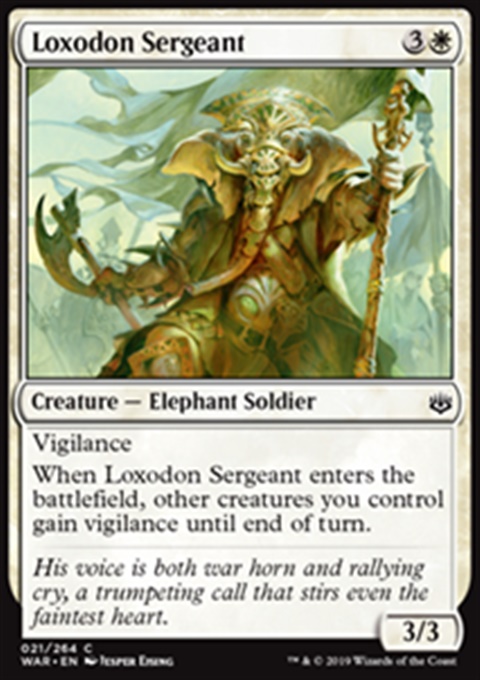 Loxodon Sergeant 3
Creature — Elephant Soldier
Vigilance
When Loxodon Sergeant enters the
battlefield, other creatures you control
gain vigilance until end of turn.
His voice is both war horn and rallying
cry, a trumpeting call that stirs even the
faintest heart.
3/3
021/264 C
WAR • EN Jesper Ejsing
™ & © 2019 Wizards of the Coast